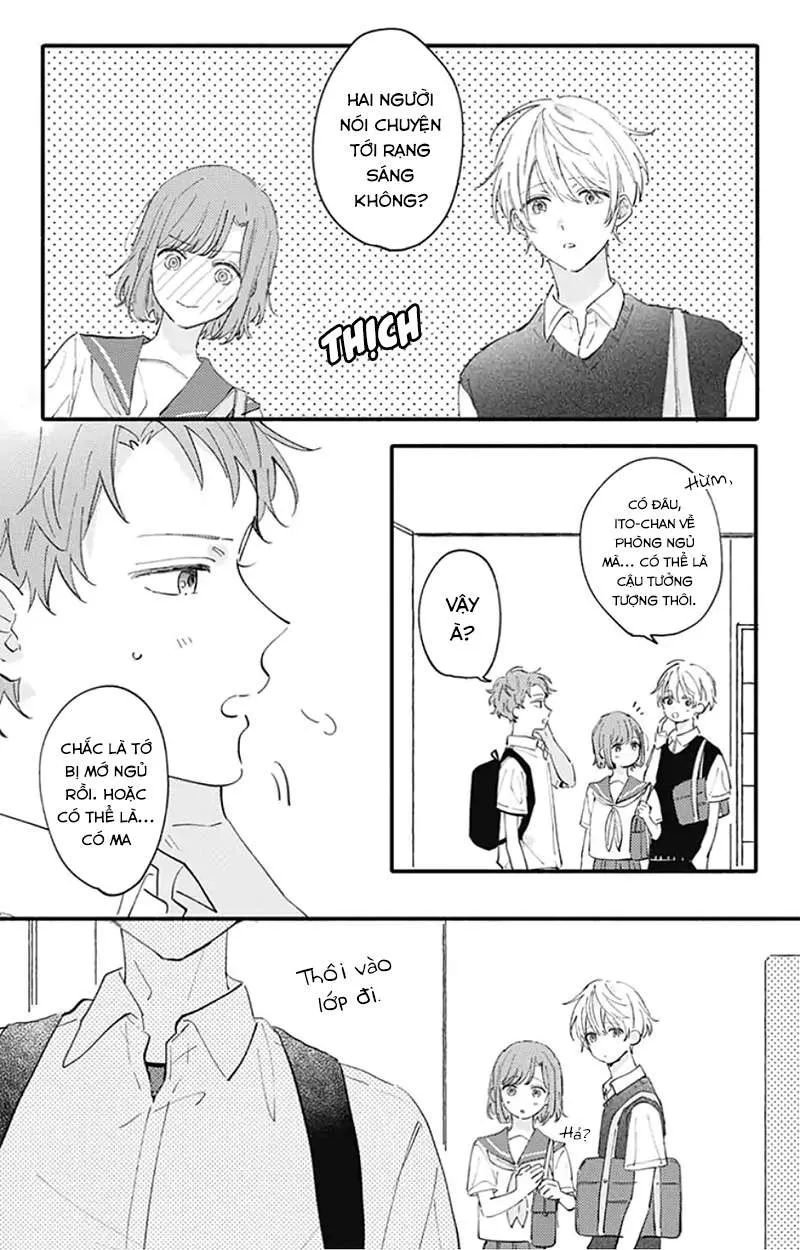 HAI NGƯỜI
NÓI CHUYỆN
TỚI RẠNG
SÁNG
KHÔNG?
THỊCH
HỪM,
CÓ ĐÂU,
ITO-CHAN VỀ
PHÒNG NGỦ
MÀ... CÓ THỂ LÀ
CẬU TƯỞNG
TƯỢNG THÔI.
VẬY
À?
CHẮC LÀ TỚ
BỊ MỚ NGỦ
RỒI. HOẶC
CÓ THỂ LÀ...
CÓ MA
Thôi vào
lớp đi.
Hả?